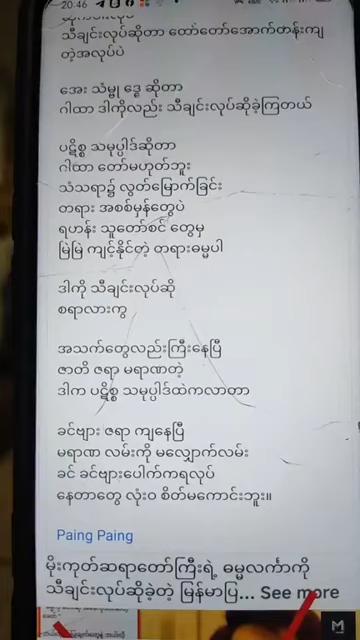 20:46
သီချင်းလုပ်ဆိုတာ တော်တော်အောက်တန်းကျ
တဲ့အလုပ်ပဲ
အေး သံမ္ဗုဒ္ဓေ ဆိုတာ
ဂါထာ ဒါကိုလည်း သီချင်းလုပ်ဆိုခဲ့ကြတယ်
ပဋိစ္စ သမုပ္ပါဒ်ဆိုတာ
ဂါထာ တော်မဟုတ်ဘူး
သံသရာ၌ လွတ်မြောက်ခြင်း
တရား အစစ်မှန်တွေပဲ
ရဟန်း သူတော်စင် တွေမှ
မြဲမြဲ ကျင့်နိုင်တဲ့ တရားဓမ္မပါ
ဒါကို သီချင်းလုပ်ဆို
စရာလားကွ
အသက်တွေလည်းကြီးနေပြီ
ဇာတိ ဇရာ မရဏတဲ့
ဒါက ပဋိစ္စ သမုပ္ပါဒ်ထဲကလာတာ
ခင်ဗျား ဇရာ ကျနေပြီ
မရာဏ လမ်းကို မလျှောက်လမ်း
ခင် ခင်ဗျားပေါက်ကရလုပ်
နေတာတွေ လုံးဝ စိတ်မကောင်းဘူး။
Paing Paing
မိုးကုတ်ဆရာတော်ကြီးရဲ့ ဓမ္မလင်္ကာကို
သီချင်းလုပ်ဆိုခဲ့တဲ့ မြန်မာပြ... See more